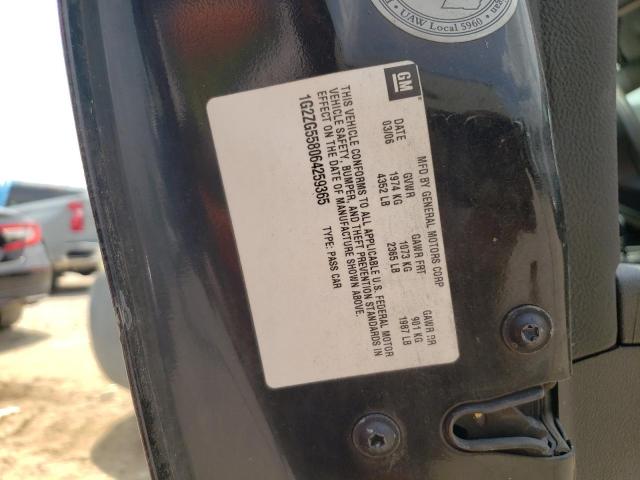 UAW Local 5960
GM
MFD BY GENERAL MOTORS CORP
DATE GVWR GAWR FRT GAWR RR
03/06 1974 KG 1073 KG 901 KG
4352 LB 2365 LB 1987 LB
THIS VEHICLE CONFORMS TO ALL APPLICABLE U.S. FEDERAL MOTOR
VEHICLE SAFETY, BUMPER, AND THEFT PREVENTION STANDARDS IN
EFFECT ON THE DATE OF MANUFACTURE SHOWN ABOVE.
1G2ZG558064259365 TYPE: PASS CAR